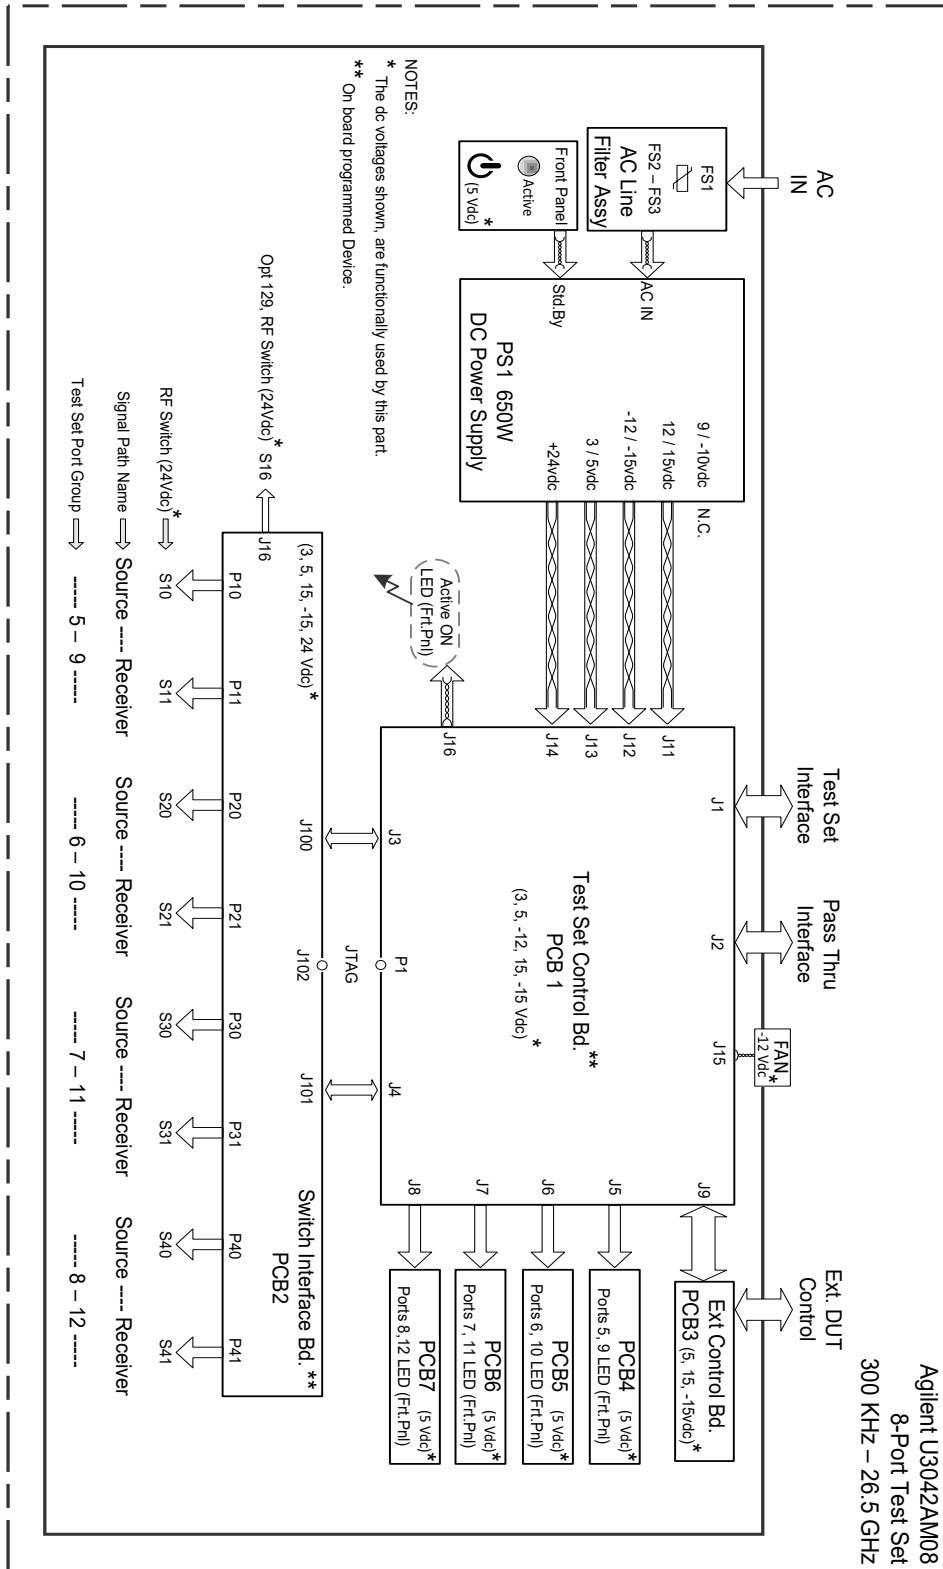 Agilent U3042AM08
8-Port Test Set
300 KHz – 26.5 GHz
AC
IN
Test Set
Interface
Pass Thru
Interface
Ext. DUT
Control
FS1
FS2 – FS3
AC Line
Filter Assy
Front Panel
Active
*
(5 Vdc)
AC IN
Std.By
PS1 650W
DC Power Supply
9 / -10vdc
N.C.
12 / 15vdc
-12 / -15vdc
3 / 5vdc
+24vdc
J11
J12
J13
J14
J16
J1
J2
J15
J9
FAN
-12 Vdc *
Test Set Control Bd. **
PCB 1
(3, 5, -12, 15, -15 Vdc) *
J5
J6
J7
J8
J3
P1
J4
Ext Control Bd.
PCB3 (5, 15, -15vdc) *
PCB4 (5 Vdc) *
Ports 5, 9 LED (Frt.Pnl)
PCB5 (5 Vdc) *
Ports 6, 10 LED (Frt.Pnl)
PCB6 (5 Vdc) *
Ports 7, 11 LED (Frt.Pnl)
PCB7 (5 Vdc) *
Ports 8,12 LED (Frt.Pnl)
Active ON
LED (Frt.Pnl)
NOTES:
* The dc voltages shown, are functionally used by this part.
** On board programmed Device.
JTAG
J100
J102
J101
(3, 5, 15, -15, 24 Vdc) *
Switch Interface Bd. **
PCB2
Opt 129, RF Switch (24Vdc) * S16
J16
P10
P11
P20
P21
P30
P31
P40
P41
RF Switch (24Vdc) *
S10
S11
S20
S21
S30
S31
S40
S41
Signal Path Name
Source ---- Receiver
Source ---- Receiver
Source ---- Receiver
Source ---- Receiver
Test Set Port Group
----- 5 – 9 -----
----- 6 – 10 -----
----- 7 – 11 -----
----- 8 – 12 -----